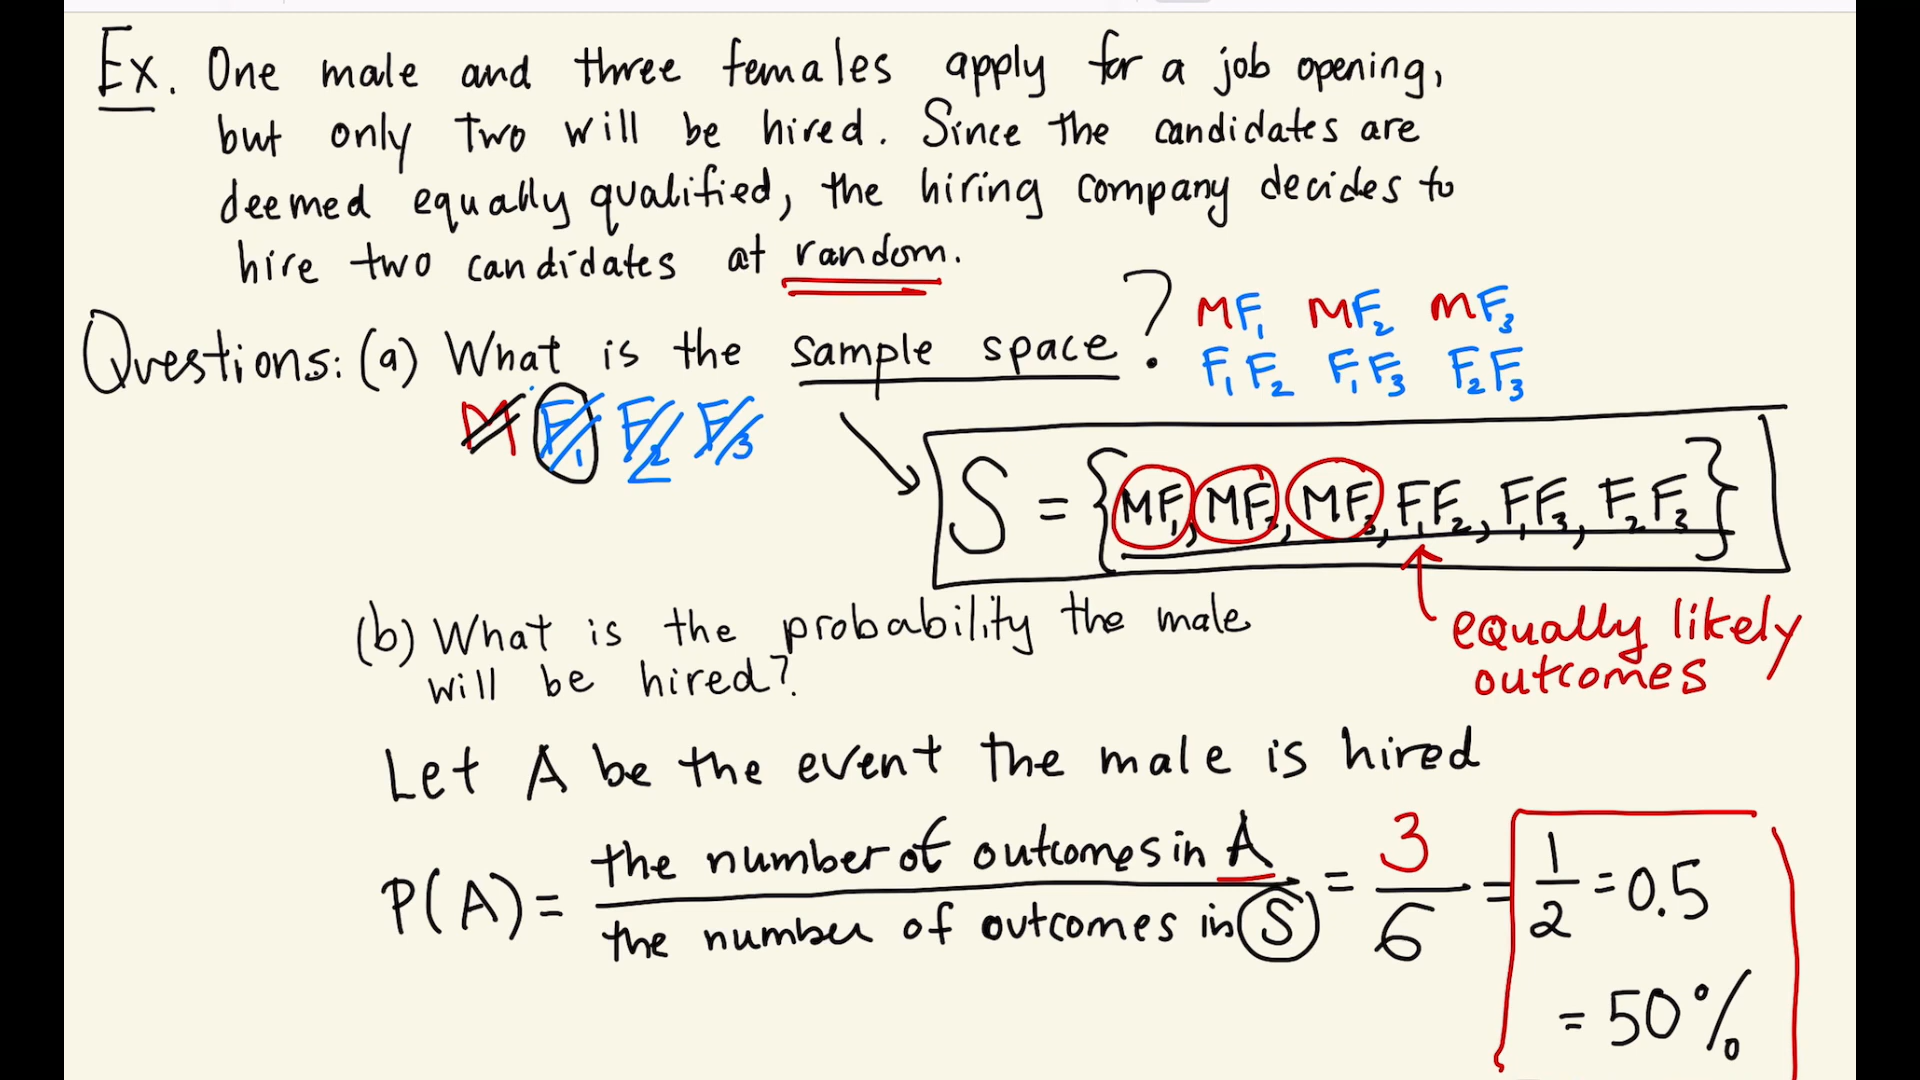 Ex. One male and three females apply for a job opening,
but only two will be hired. Since the candidates are
deemed equally qualified, the hiring company decides to
hire two candidates at random.
Questions: (a) What is the sample space?
MF₁ MF₂ MF₃
F₁F₂ F₁F₃ F₂F₃
M F₁ F₂ F₃
S = {MF₁, MF₂, MF₃, F₁F₂, F₁F₃, F₂F₃}
equally likely
outcomes
(b) What is the probability the male
will be hired?
Let A be the event the male is hired
P(A) = the number of outcomes in A / the number of outcomes in S = 3/6 = 1/2 = 0.5
= 50%